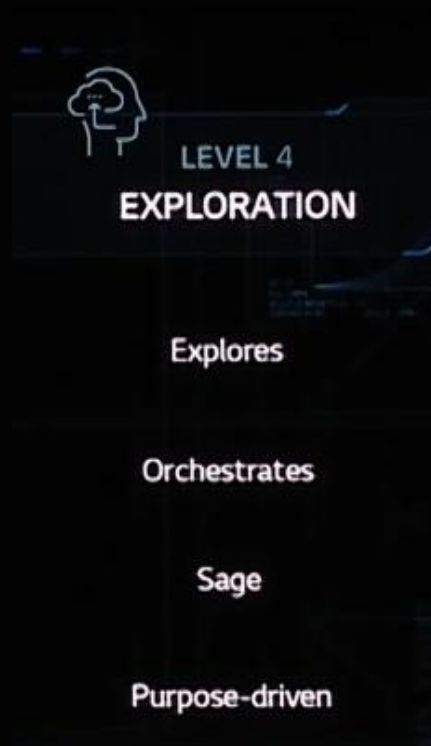 LEVEL 4
EXPLORATION
Explores
Orchestrates
Sage
Purpose-driven